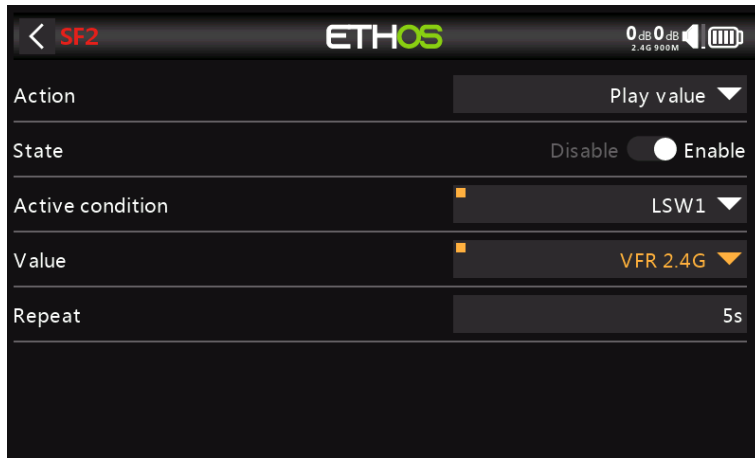 SF2 ETHOS 0dB 0dB
2.4G 900M
Action Play value
State Disable Enable
Active condition LSW1
Value VFR 2.4G
Repeat 5s